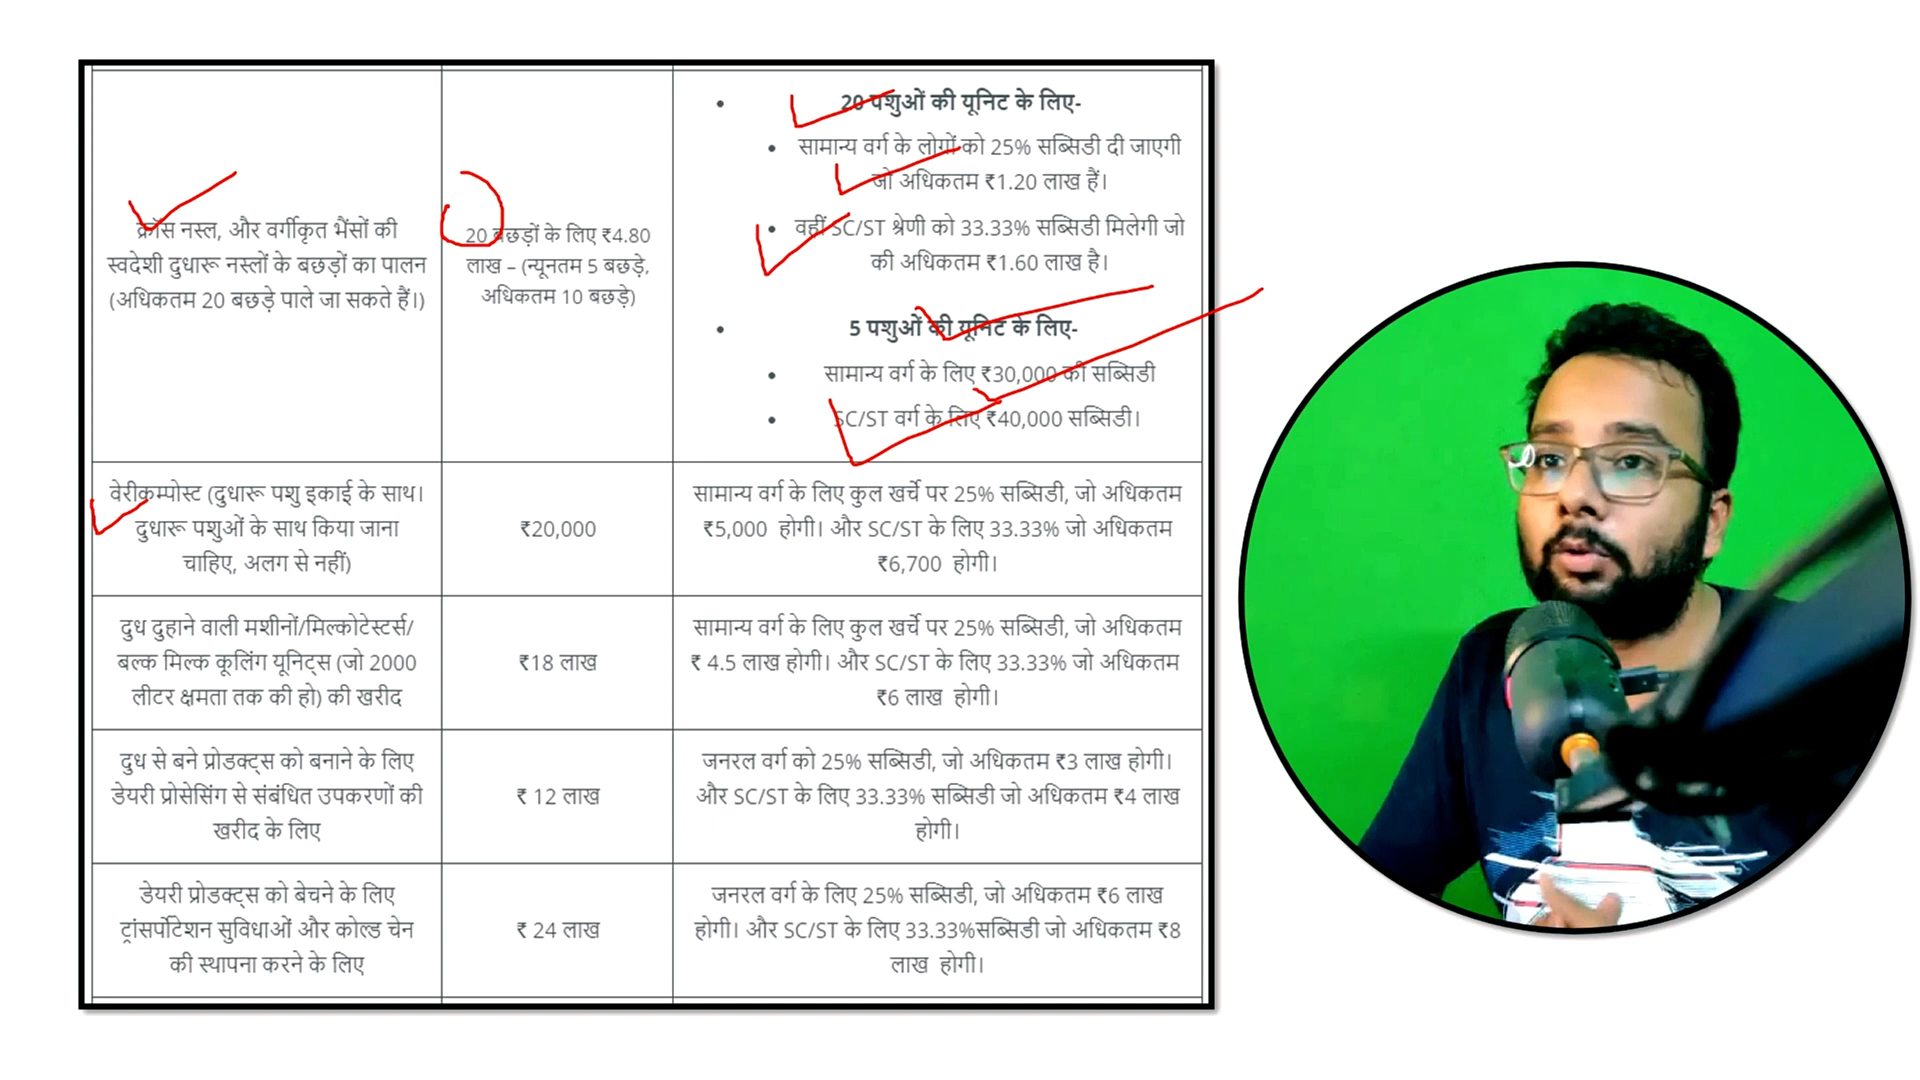 20 पशुओं की यूनिट के लिए-
सामान्य वर्ग के लोगों को 25% सब्सिडी दी जाएगी
जो अधिकतम ₹1.20 लाख हैं।
वहीं SC/ST श्रेणी को 33.33% सब्सिडी मिलेगी जो
की अधिकतम ₹1.60 लाख है।
क्रॉस नस्ल, और वर्गीकृत भैंसों की
स्वदेशी दुधारू नस्लों के बछड़ों का पालन
(अधिकतम 20 बछड़े पाले जा सकते हैं।)
20 बछड़ों के लिए ₹4.80
लाख – (न्यूनतम 5 बछड़े,
अधिकतम 10 बछड़े)
5 पशुओं की यूनिट के लिए-
सामान्य वर्ग के लिए ₹30,000 की सब्सिडी
SC/ST वर्ग के लिए ₹40,000 सब्सिडी।
वेरीकम्पोस्ट (दुधारू पशु इकाई के साथ।
दुधारू पशुओं के साथ किया जाना
चाहिए, अलग से नहीं)
₹20,000
सामान्य वर्ग के लिए कुल खर्चे पर 25% सब्सिडी, जो अधिकतम
₹5,000 होगी। और SC/ST के लिए 33.33% जो अधिकतम
₹6,700 होगी।
दुध दुहाने वाली मशीनों/मिल्कोटेस्टर्स/
बल्क मिल्क कूलिंग यूनिट्स (जो 2000
लीटर क्षमता तक की हो) की खरीद
₹18 लाख
सामान्य वर्ग के लिए कुल खर्चे पर 25% सब्सिडी, जो अधिकतम
₹ 4.5 लाख होगी। और SC/ST के लिए 33.33% जो अधिकतम
₹6 लाख होगी।
दुध से बने प्रोडक्ट्स को बनाने के लिए
डेयरी प्रोसेसिंग से संबंधित उपकरणों की
खरीद के लिए
₹ 12 लाख
जनरल वर्ग को 25% सब्सिडी, जो अधिकतम ₹3 लाख होगी।
और SC/ST के लिए 33.33% सब्सिडी जो अधिकतम ₹4 लाख
होगी।
डेयरी प्रोडक्ट्स को बेचने के लिए
ट्रांसपोर्टेशन सुविधाओं और कोल्ड चेन
की स्थापना करने के लिए
₹ 24 लाख
जनरल वर्ग के लिए 25% सब्सिडी, जो अधिकतम ₹6 लाख
होगी। और SC/ST के लिए 33.33%सब्सिडी जो अधिकतम ₹8
लाख होगी।